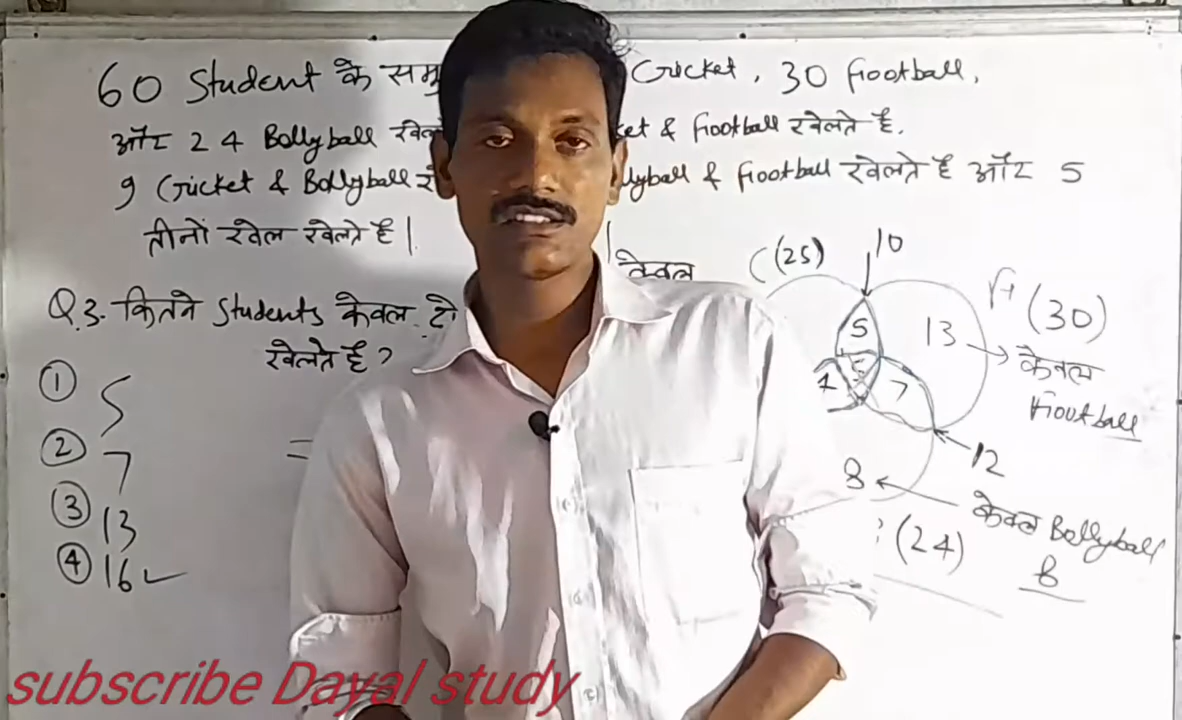 60 Student के समू Cricket, 30 football,
और 24 Bollyball खेल ket & football खेलते है.
9 Cricket & Bollyball lyball & football खेलते है और 5
तीनों खेल खेलते है |
केवल
Q.3. कितने Students केवल दो
खेलते है ?
① 5
② 7
③ 13
④ 16 ✓
=
C (25)
10
(30)
5
13
केवल
football
5
7
12
8
केवल Bollyball
8
(24)
subscribe Dayal study